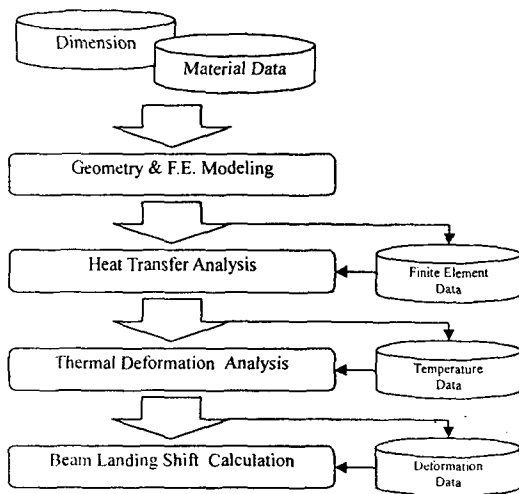 Dimension
Material Data
Geometry & F.E. Modeling
Heat Transfer Analysis
Finite Element
Data
Thermal Deformation Analysis
Temperature
Data
Beam Landing Shift Calculation
Deformation
Data